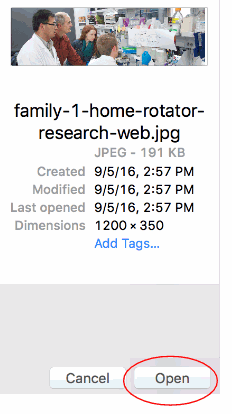 family-1-home-rotator-
research-web.jpg
JPEG - 191 KB
Created 9/5/16, 2:57 PM
Modified 9/5/16, 2:57 PM
Last opened 9/5/16, 2:57 PM
Dimensions 1200 × 350
Add Tags...
Cancel Open